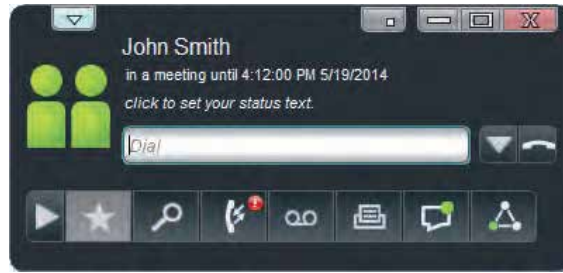 John Smith
in a meeting until 4:12:00 PM 5/19/2014
click to set your status text.
Dial